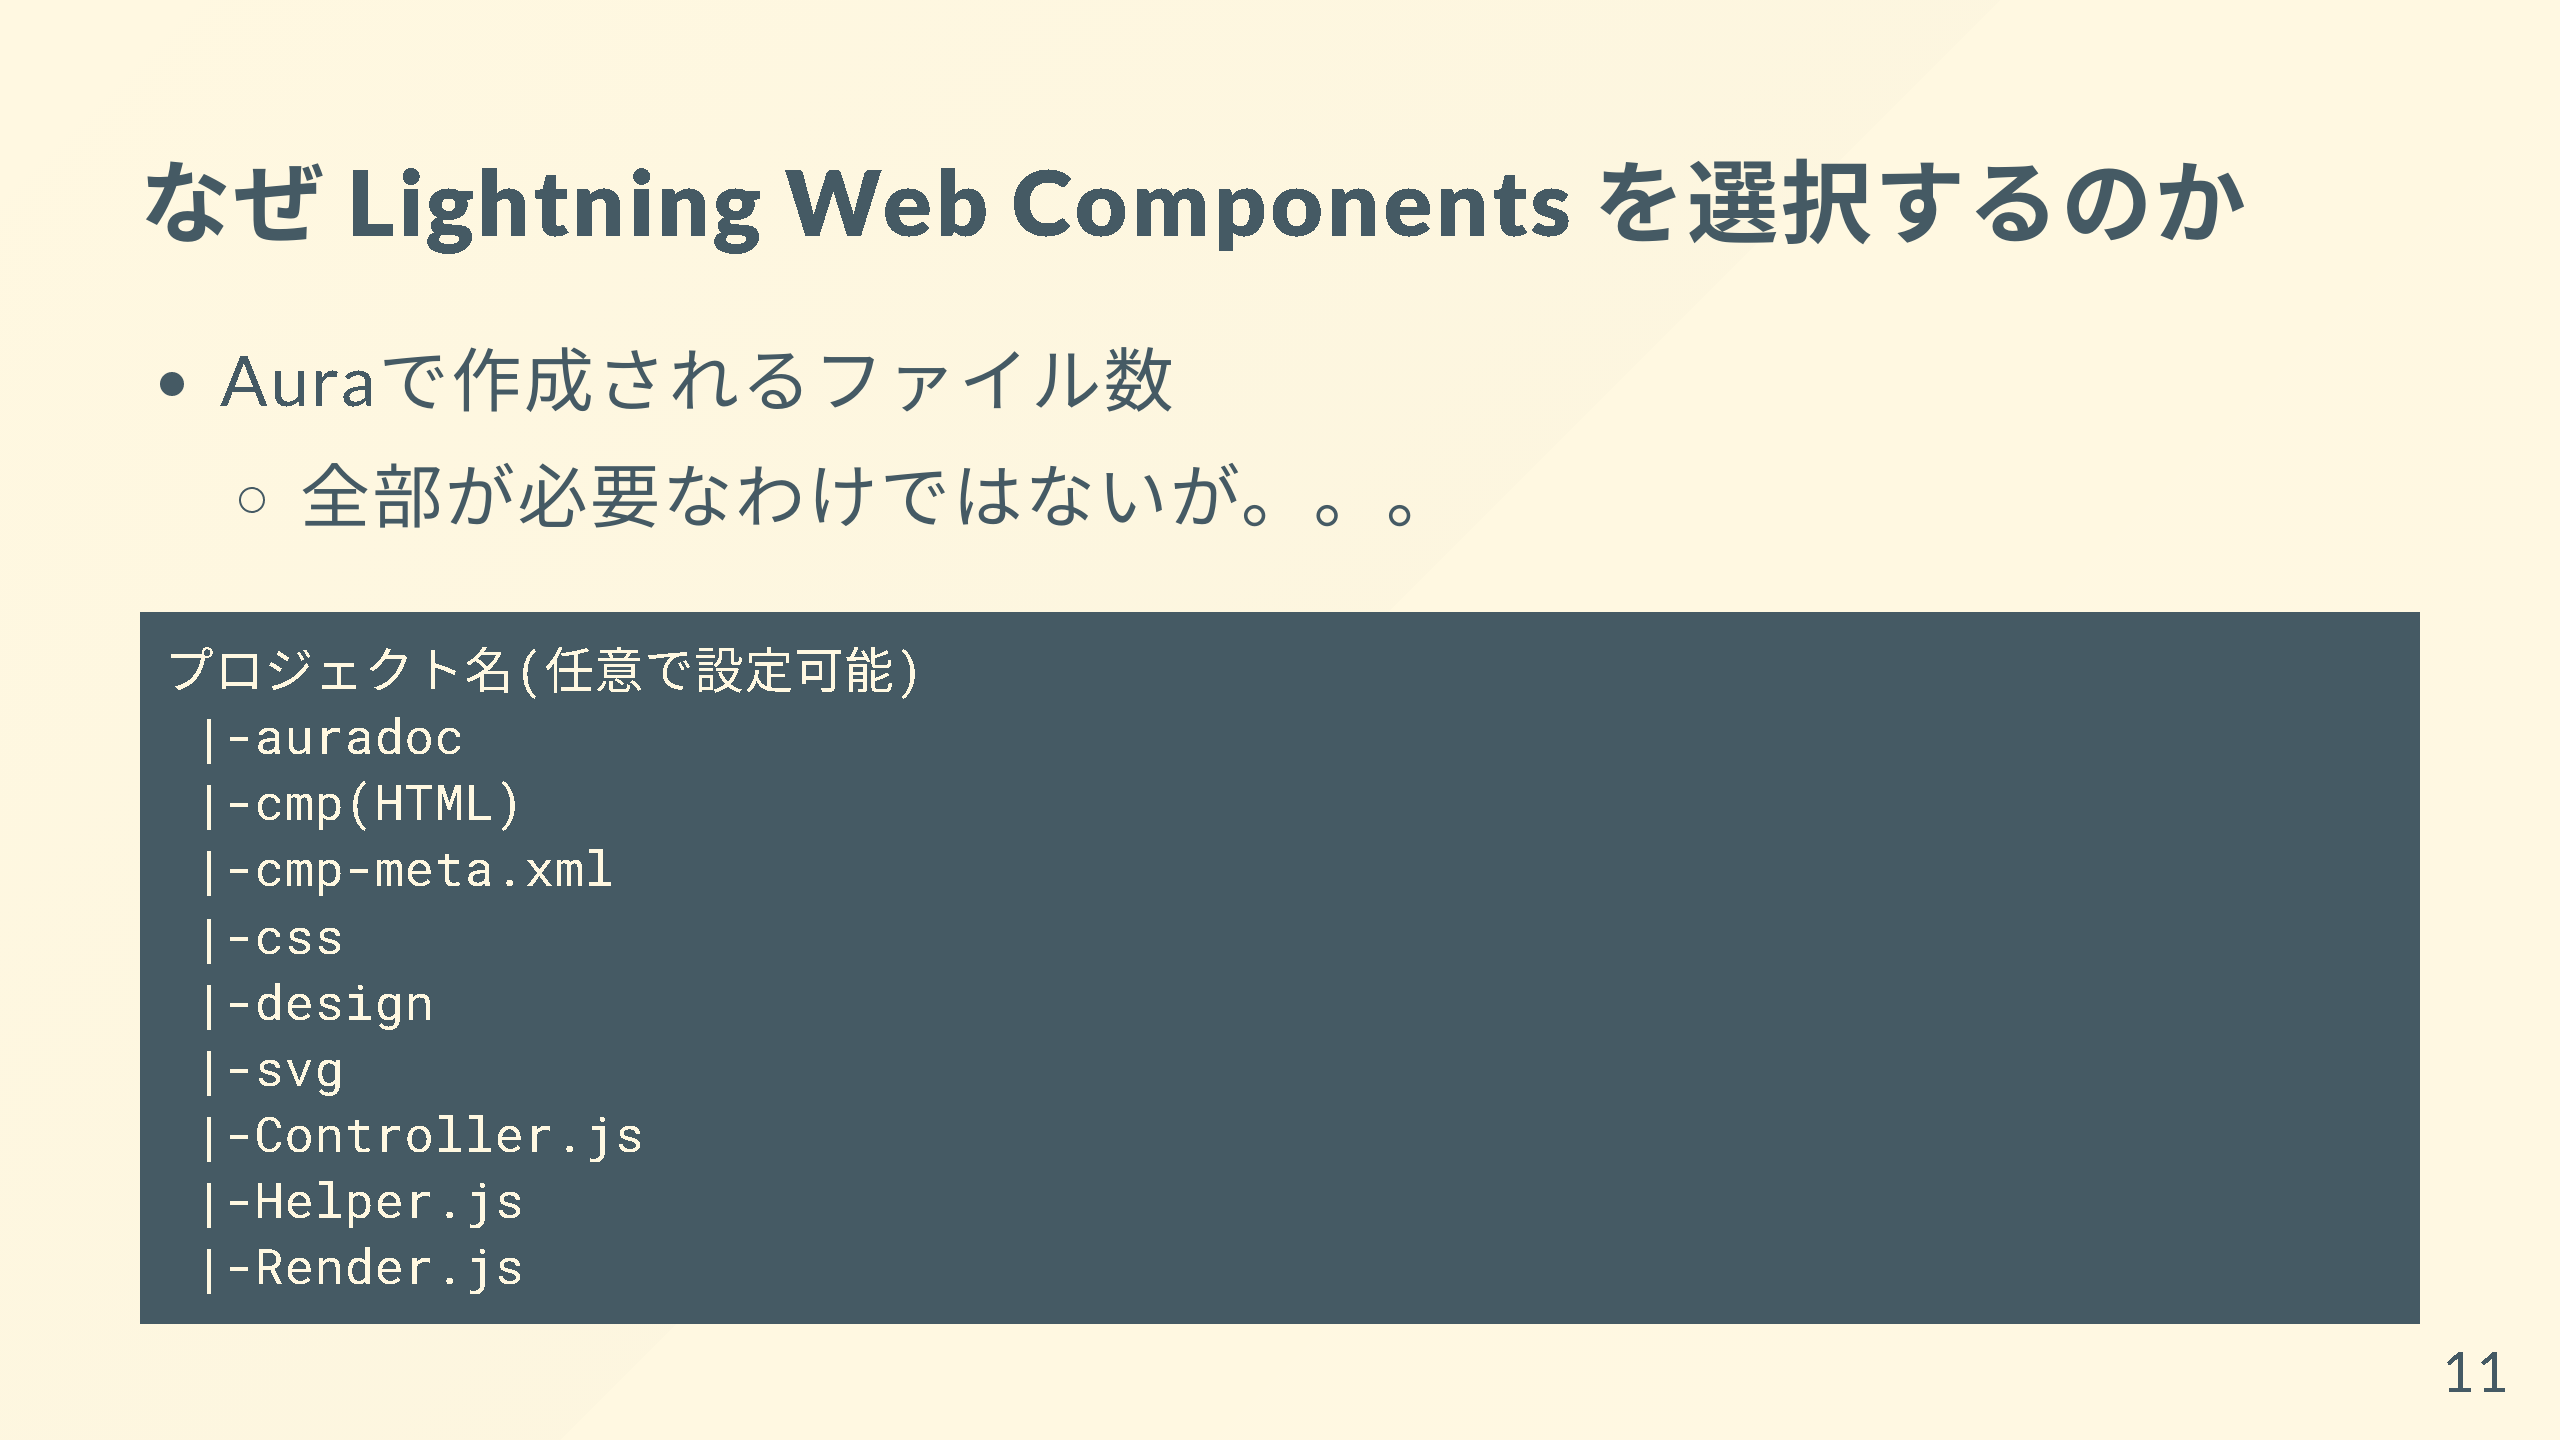 なぜ Lightning Web Components を選択するのか
• Auraで作成されるファイル数
○ 全部が必要なわけではないが。。。
プロジェクト名(任意で設定可能)
|-auradoc
|-cmp(HTML)
|-cmp-meta.xml
|-css
|-design
|-svg
|-Controller.js
|-Helper.js
|-Render.js
11